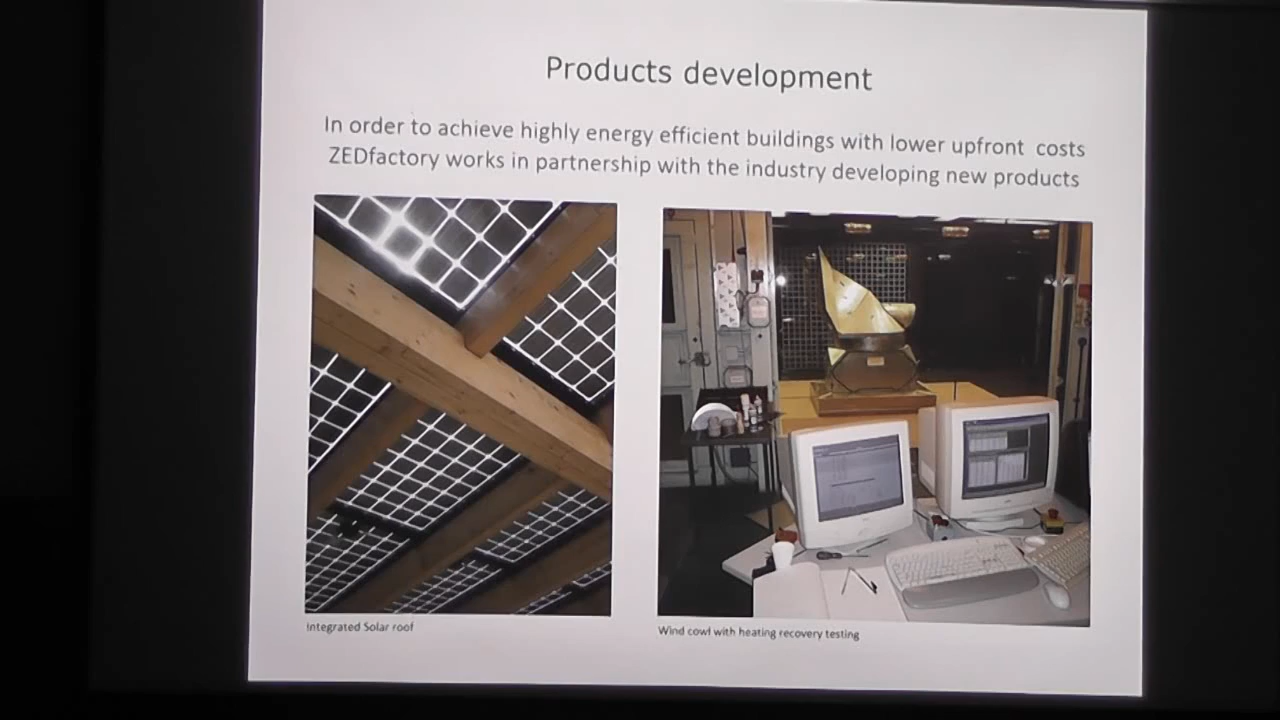 Products development
In order to achieve highly energy efficient buildings with lower upfront costs
ZEDfactory works in partnership with the industry developing new products
Integrated Solar roof
Wind cowl with heating recovery testing